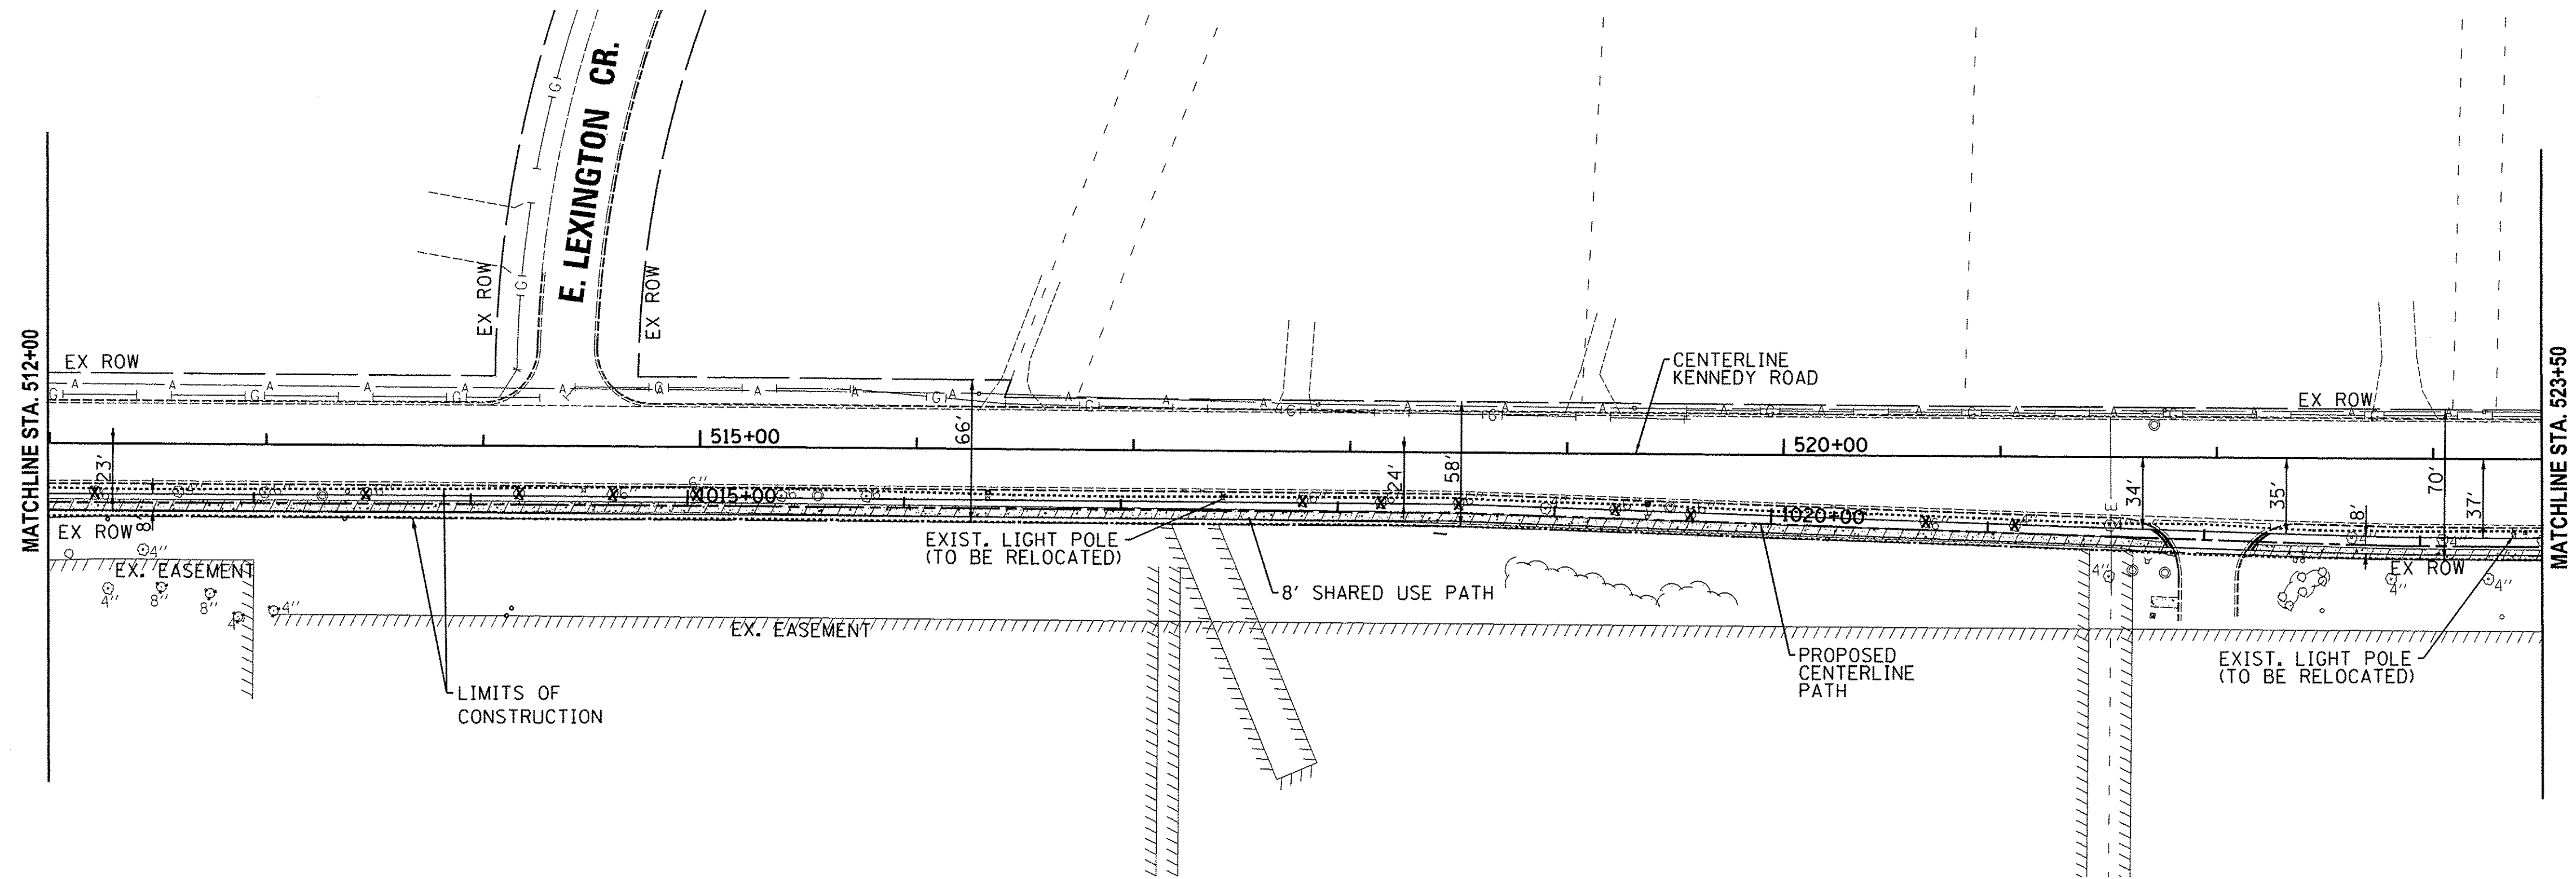 E. LEXINGTON CR.
EX ROW
EX ROW
EX ROW
MATCHLINE STA. 512+00
MATCHLINE STA. 523+50
CENTERLINE
KENNEDY ROAD
EX ROW
515+00
520+00
66'
23'
24'
58'
34'
35'
8'
70'
37'
1015+00
1020+00
6''
8'
EX ROW
4''
EX. EASEMENT
4''
8''
8''
4''
4''
EX. EASEMENT
EXIST. LIGHT POLE
(TO BE RELOCATED)
8' SHARED USE PATH
LIMITS OF
CONSTRUCTION
PROPOSED
CENTERLINE
PATH
4''
EX ROW
4''
4''
EXIST. LIGHT POLE
(TO BE RELOCATED)